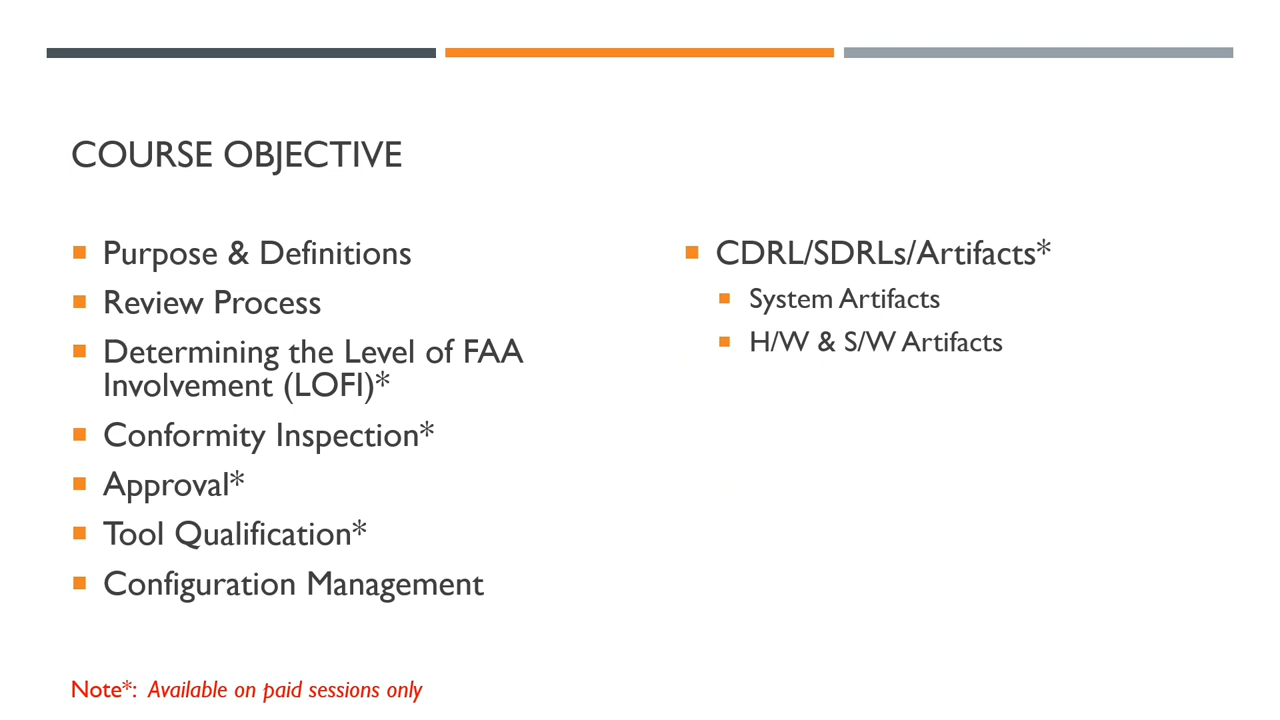 COURSE OBJECTIVE
Purpose & Definitions
Review Process
Determining the Level of FAA
Involvement (LOFI)*
Conformity Inspection*
Approval*
Tool Qualification*
Configuration Management
CDRL/SDRLs/Artifacts*
System Artifacts
H/W & S/W Artifacts
Note*: Available on paid sessions only